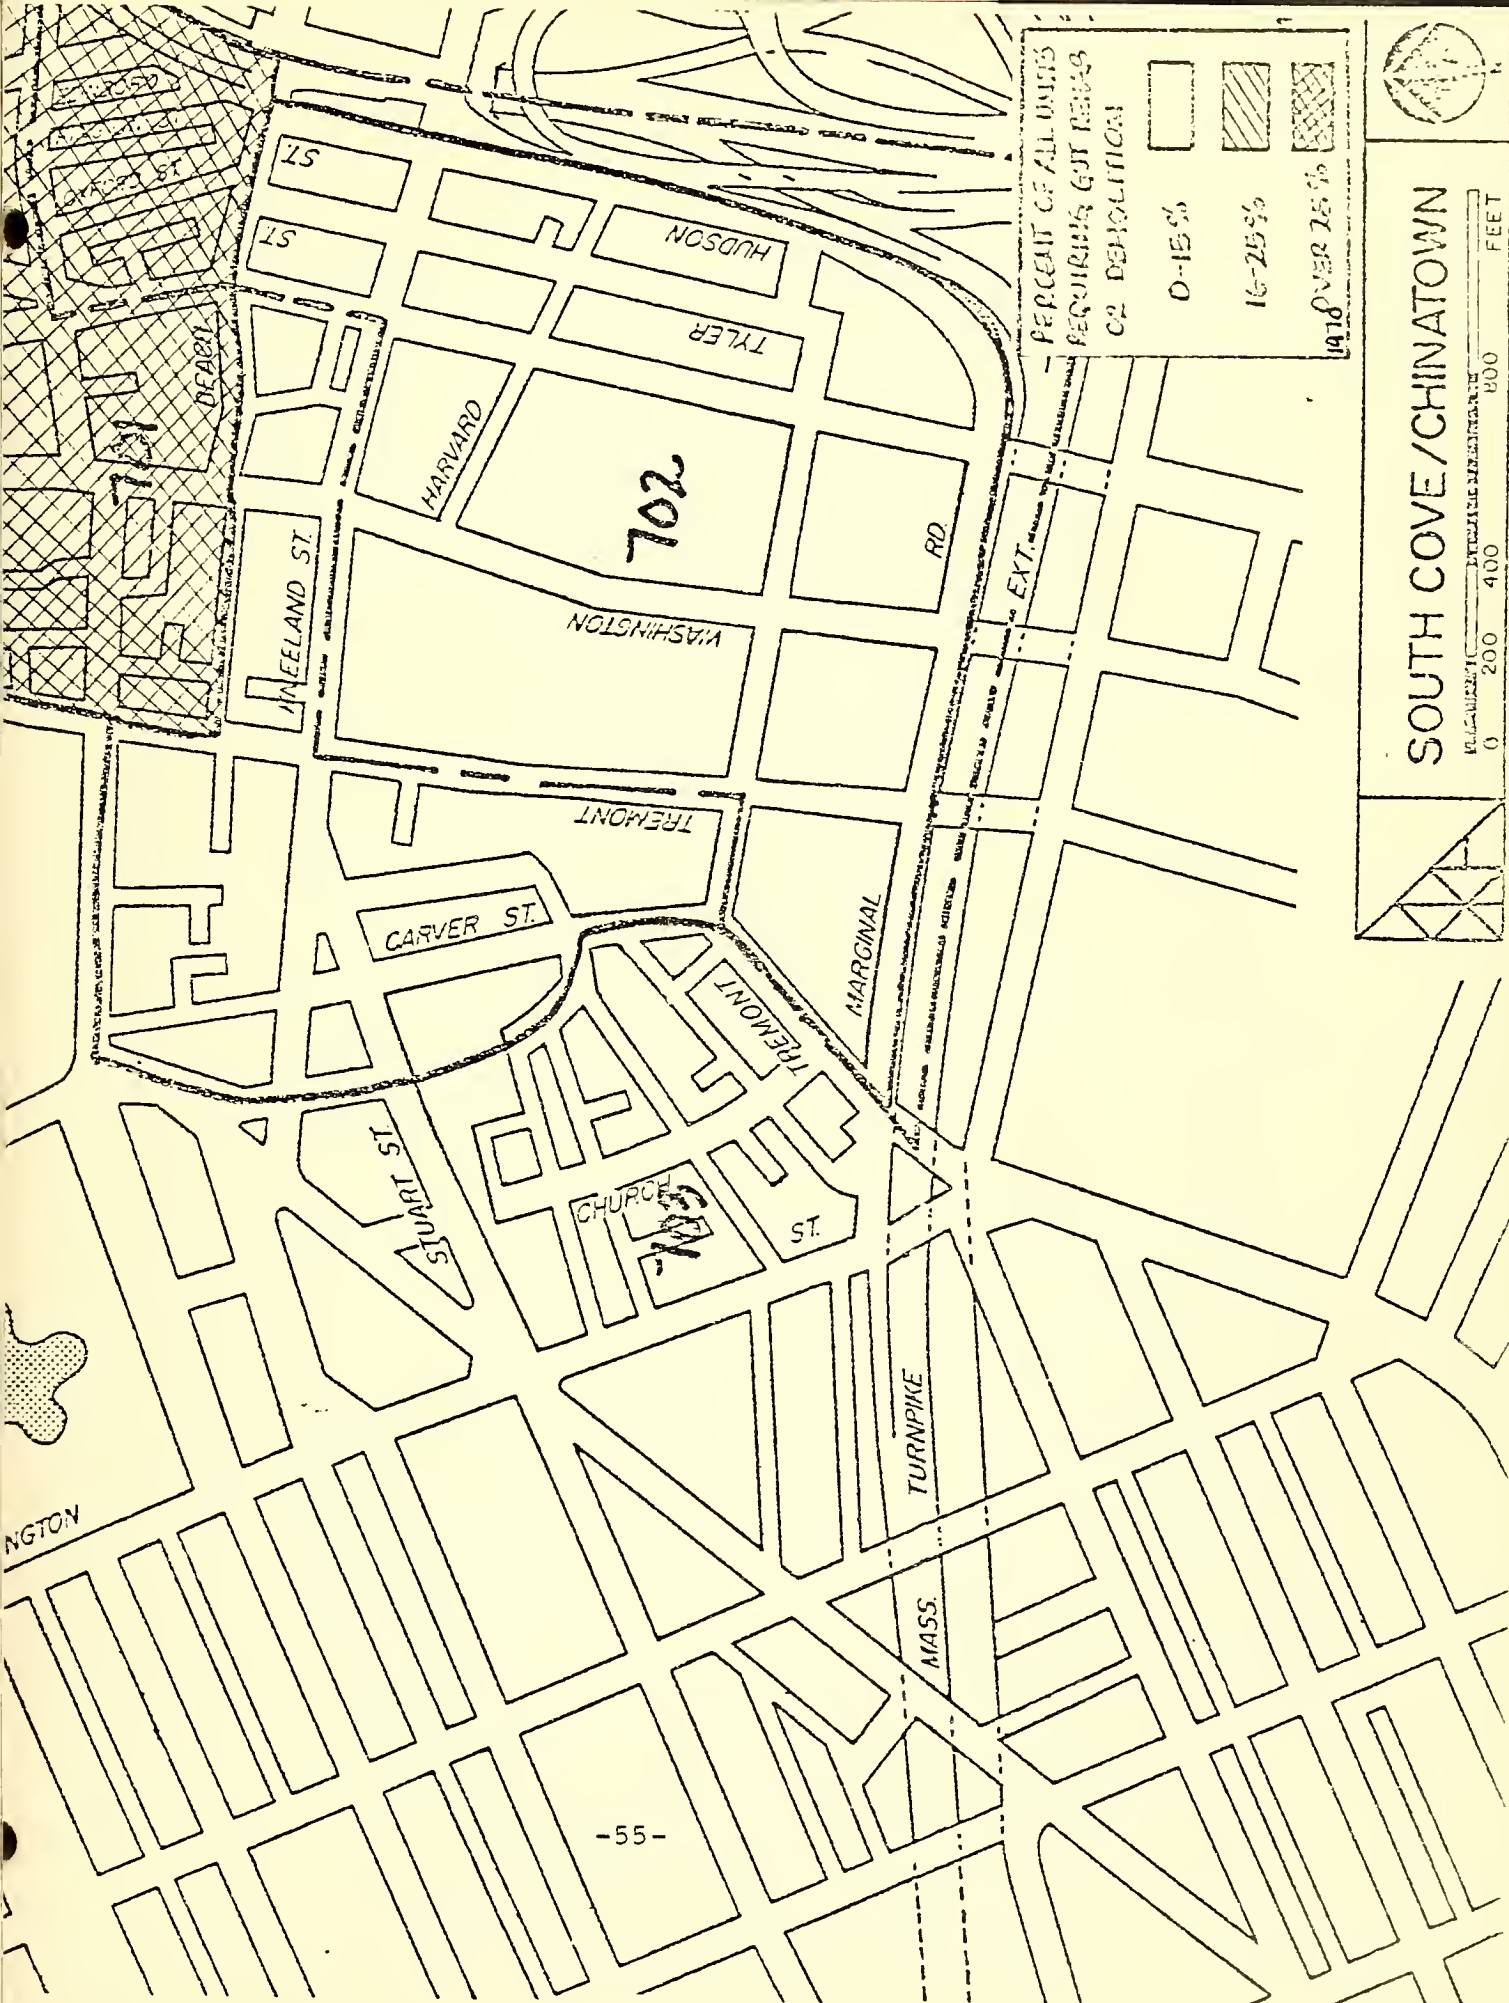 PERCENT OF ALL UNITS
REQUIRING GUT REHAB
OR DEMOLITION
0-15%
16-25%
OVER 25%
1970
SOUTH COVE/CHINATOWN
0 200 400 800
FEET
OXFORD ST
BEACH
701
ST.
ST
HUDSON
TYLER
HARVARD
702
KNEELAND ST.
WASHINGTON
RD.
EXT.
TREMONT
CARVER ST.
MARGINAL
TREMONT
STUART ST.
CHURCH
ST.
TURNPIKE
MASS.
NGTON
-55-